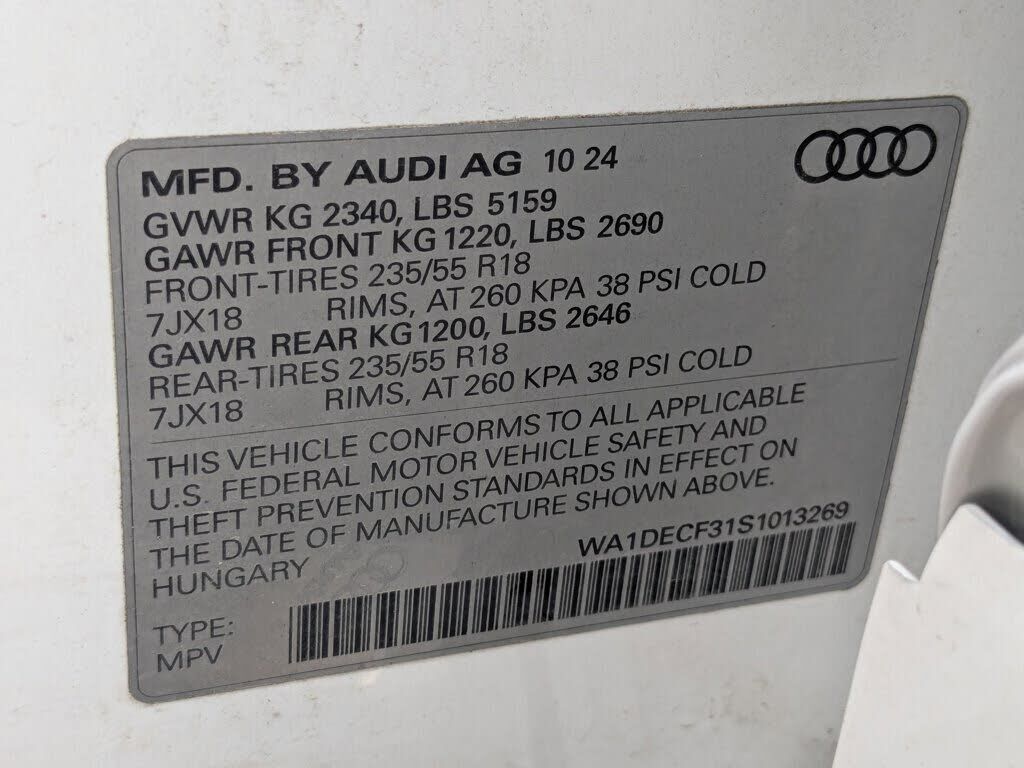 MFD. BY AUDI AG 10 24
GVWR KG 2340, LBS 5159
GAWR FRONT KG 1220, LBS 2690
FRONT-TIRES 235/55 R18
7JX18 RIMS, AT 260 KPA 38 PSI COLD
GAWR REAR KG 1200, LBS 2646
REAR-TIRES 235/55 R18
7JX18 RIMS, AT 260 KPA 38 PSI COLD
THIS VEHICLE CONFORMS TO ALL APPLICABLE
U.S. FEDERAL MOTOR VEHICLE SAFETY AND
THEFT PREVENTION STANDARDS IN EFFECT ON
THE DATE OF MANUFACTURE SHOWN ABOVE.
HUNGARY
WA1DECF31S1013269
TYPE:
MPV